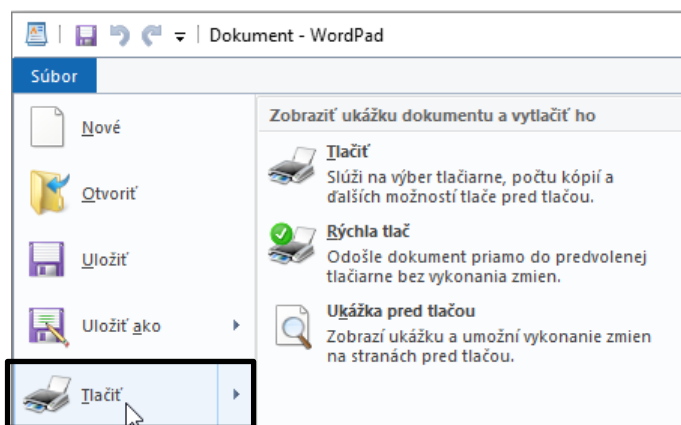 Dokument - WordPad
Súbor
Nové
Otvoriť
Uložiť
Uložiť ako
Tlačiť
Zobraziť ukážku dokumentu a vytlačiť ho
Tlačiť
Slúži na výber tlačiarne, počtu kópií a
ďalších možností tlače pred tlačou.
Rýchla tlač
Odošle dokument priamo do predvolenej
tlačiarne bez vykonania zmien.
Ukážka pred tlačou
Zobrazí ukážku a umožní vykonanie zmien
na stranách pred tlačou.